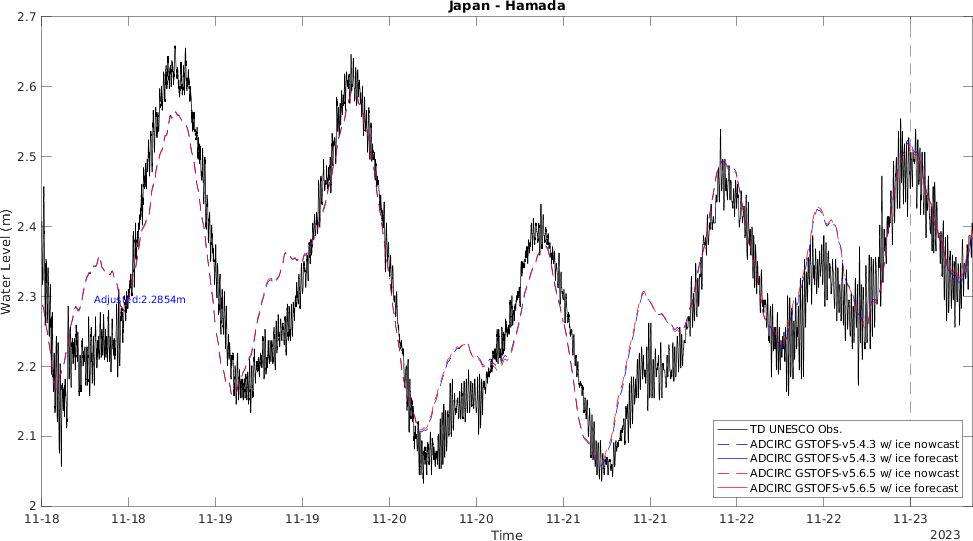 Japan - Hamada
2.7
2.6
2.5
2.4
2.3
2.2
2.1
2
Water Level (m)
Adjusted:2.2854m
TD UNESCO Obs.
ADCIRC GSTOFS-v5.4.3 w/ ice nowcast
ADCIRC GSTOFS-v5.4.3 w/ ice forecast
ADCIRC GSTOFS-v5.6.5 w/ ice nowcast
ADCIRC GSTOFS-v5.6.5 w/ ice forecast
11-18 11-18 11-19 11-19 11-20 11-20 11-21 11-21 11-22 11-22 11-23
Time
2023